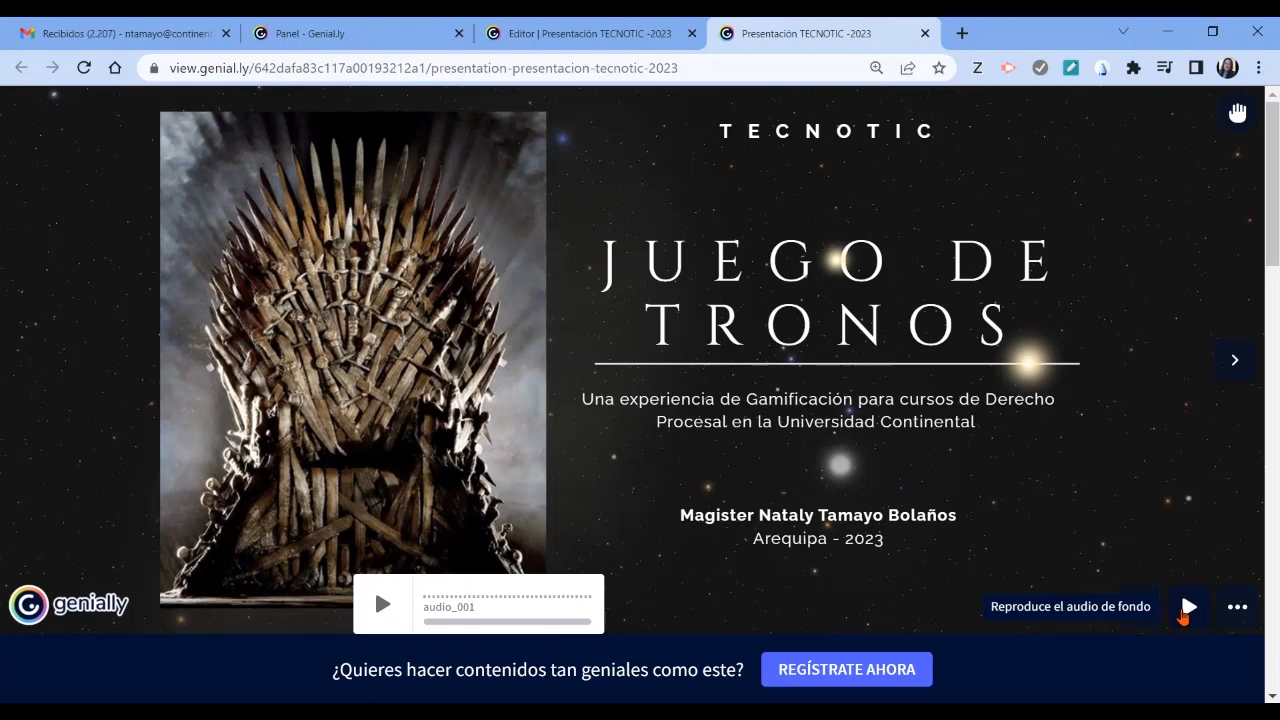 Recibidos (2.207) - ntamayo@continen
Panel - Genial.ly
Editor | Presentación TECNOTIC -2023
Presentación TECNOTIC -2023
view.genial.ly/642dafa83c117a00193212a1/presentation-presentacion-tecnotic-2023
TECNOTIC
JUEGO DE
TRONOS
Una experiencia de Gamificación para cursos de Derecho
Procesal en la Universidad Continental
Magister Nataly Tamayo Bolaños
Arequipa - 2023
audio_001
genially
Reproduce el audio de fondo
¿Quieres hacer contenidos tan geniales como este?
REGÍSTRATE AHORA